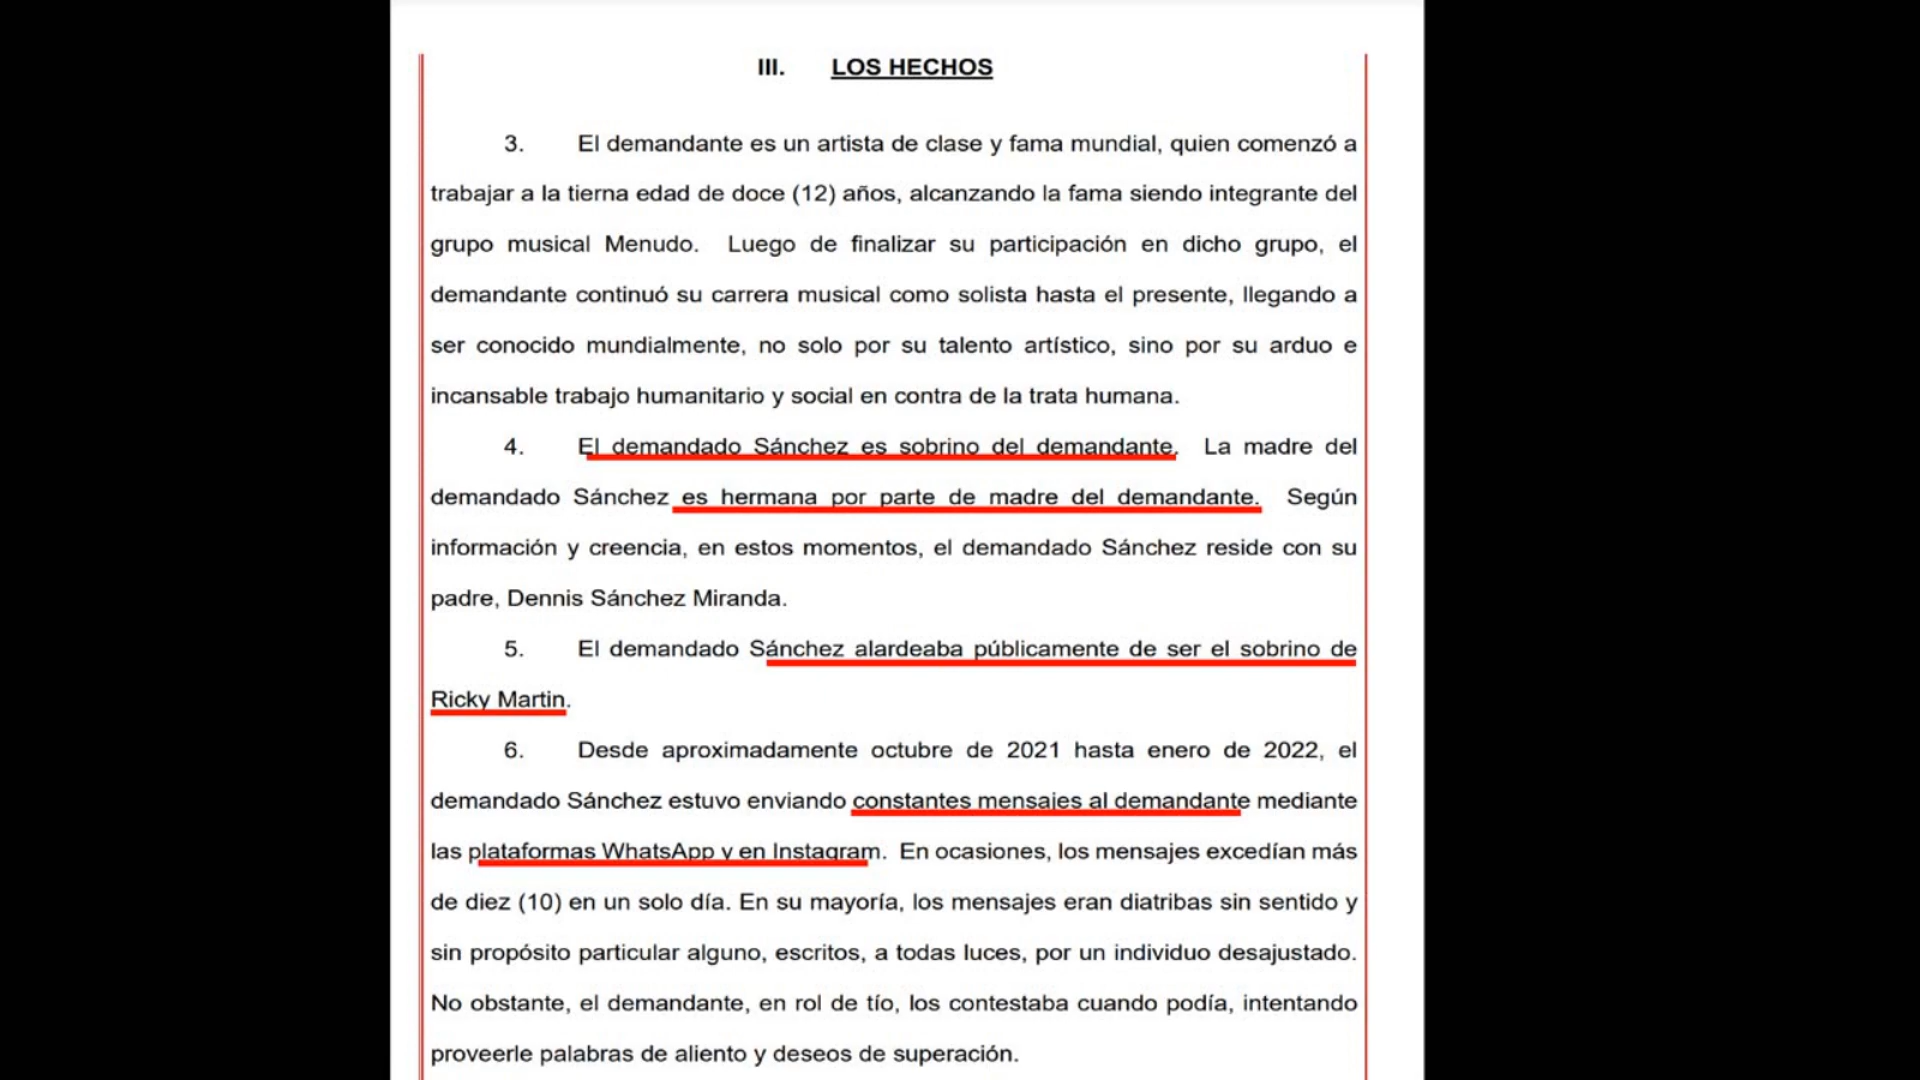 III. LOS HECHOS
3. El demandante es un artista de clase y fama mundial, quien comenzó a
trabajar a la tierna edad de doce (12) años, alcanzando la fama siendo integrante del
grupo musical Menudo. Luego de finalizar su participación en dicho grupo, el
demandante continuó su carrera musical como solista hasta el presente, llegando a
ser conocido mundialmente, no solo por su talento artístico, sino por su arduo e
incansable trabajo humanitario y social en contra de la trata humana.
4. El demandado Sánchez es sobrino del demandante. La madre del
demandado Sánchez es hermana por parte de madre del demandante. Según
información y creencia, en estos momentos, el demandado Sánchez reside con su
padre, Dennis Sánchez Miranda.
5. El demandado Sánchez alardeaba públicamente de ser el sobrino de
Ricky Martin.
6. Desde aproximadamente octubre de 2021 hasta enero de 2022, el
demandado Sánchez estuvo enviando constantes mensajes al demandante mediante
las plataformas WhatsApp y en Instagram. En ocasiones, los mensajes excedían más
de diez (10) en un solo día. En su mayoría, los mensajes eran diatribas sin sentido y
sin propósito particular alguno, escritos, a todas luces, por un individuo desajustado.
No obstante, el demandante, en rol de tío, los contestaba cuando podía, intentando
proveerle palabras de aliento y deseos de superación.